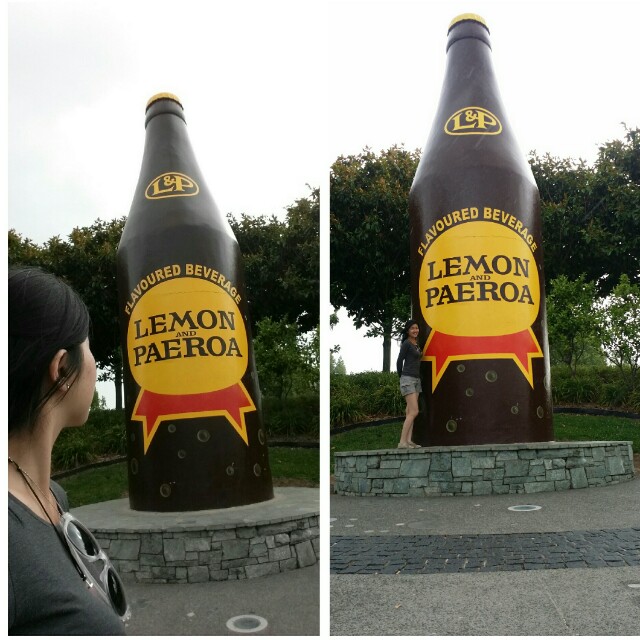 L&P
FLAVOURED BEVERAGE
LEMON
AND
PAEROA
L&P
FLAVOURED BEVERAGE
LEMON
AND
PAEROA